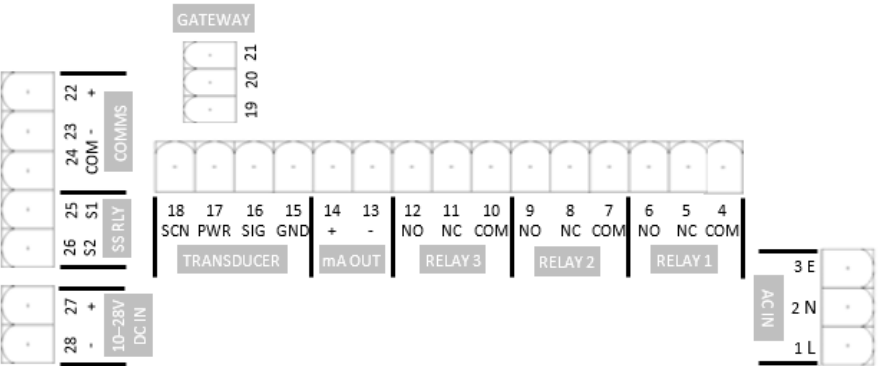 GATEWAY
21
20
19
22 +
23 -
24 COM
COMMS
25 S1
26 S2
SS RLY
27 +
28 -
10–28V
DC IN
18 17 16 15 14 13 12 11 10 9 8 7 6 5 4
SCN PWR SIG GND + - NO NC COM NO NC COM NO NC COM
TRANSDUCER mA OUT RELAY 3 RELAY 2 RELAY 1
3 E
2 N
1 L
AC IN